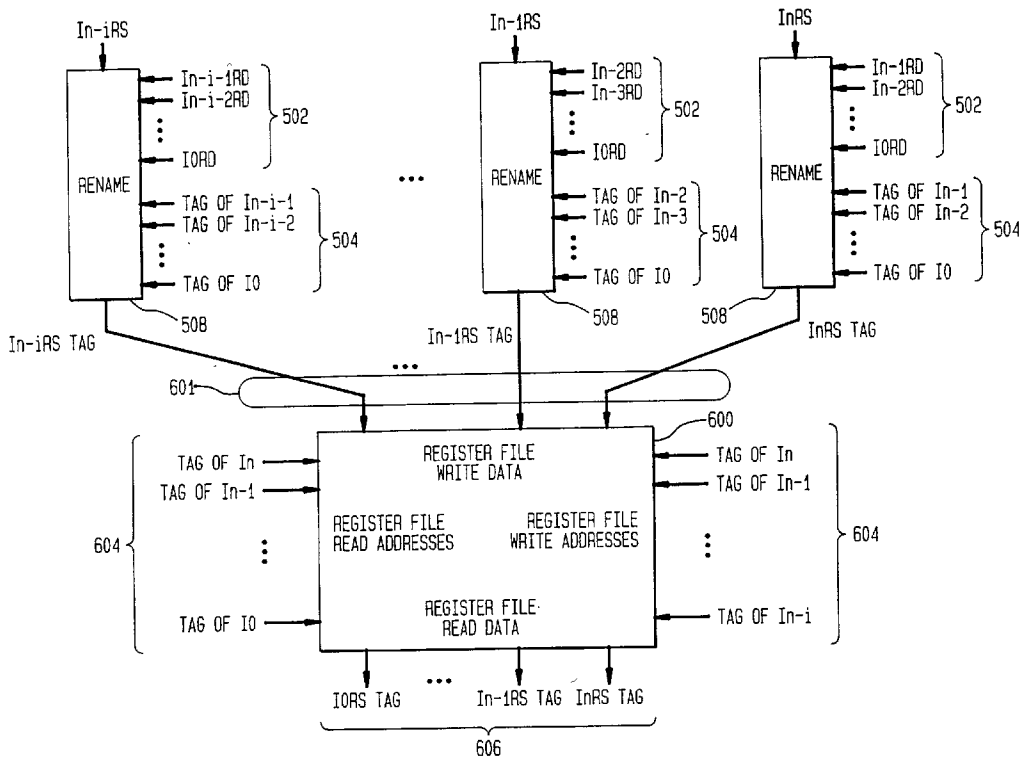 In-iRS
In-i-1RD
In-i-2RD
502
IORD
RENAME
TAG OF In-i-1
TAG OF In-i-2
504
TAG OF IO
508
In-iRS TAG
In-1RS
In-2RD
In-3RD
502
IORD
RENAME
TAG OF In-2
TAG OF In-3
504
TAG OF IO
508
In-1RS TAG
InRS
In-1RD
In-2RD
502
IORD
RENAME
TAG OF In-1
TAG OF In-2
504
TAG OF IO
508
InRS TAG
601
600
604
TAG OF In
TAG OF In-1
TAG OF IO
REGISTER FILE
WRITE DATA
REGISTER FILE
READ ADDRESSES
REGISTER FILE
WRITE ADDRESSES
REGISTER FILE
READ DATA
TAG OF In
TAG OF In-1
TAG OF In-i
604
IORS TAG
In-1RS TAG
InRS TAG
606